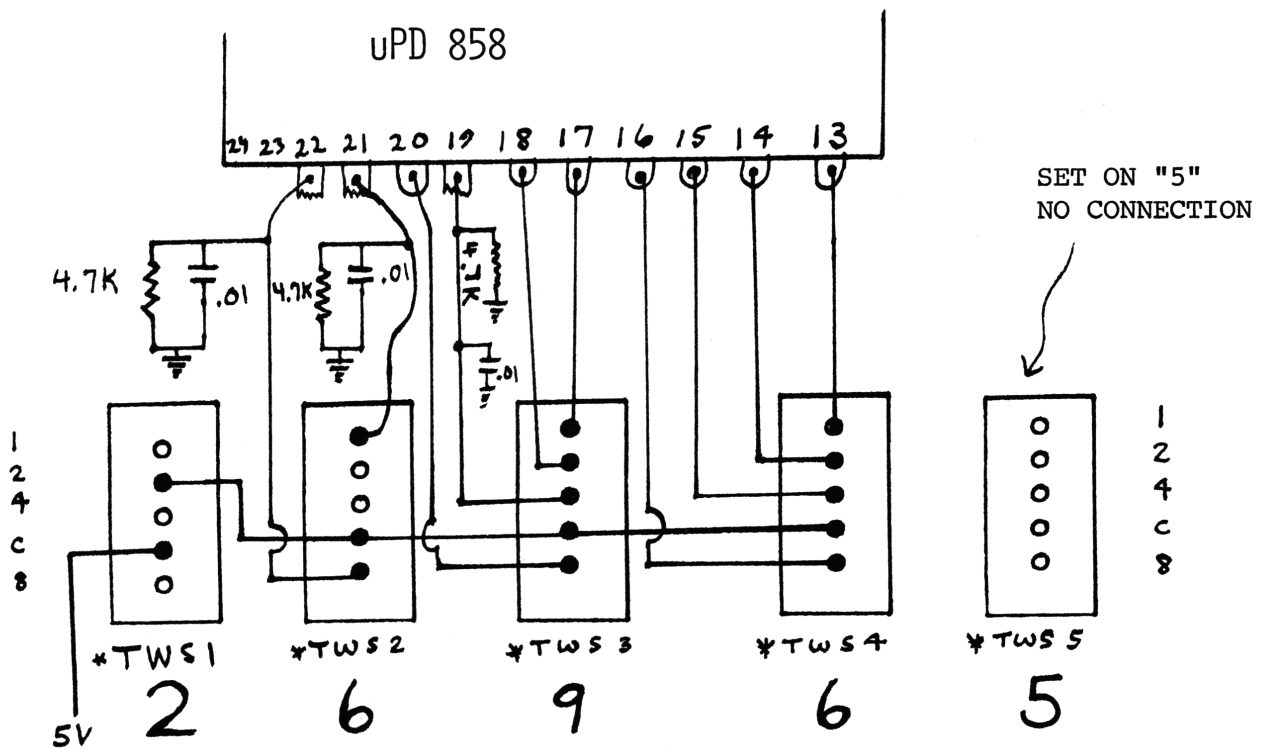 uPD 858
24 23 22 21 20 19 18 17 16 15 14 13
SET ON "5"
NO CONNECTION
4.7K
.01
4.7K
.01
4.7K
.01
1
2
4
C
8
1
2
4
C
8
*TWS1
*TWS2
*TWS3
*TWS4
*TWS5
2
6
9
6
5
5V